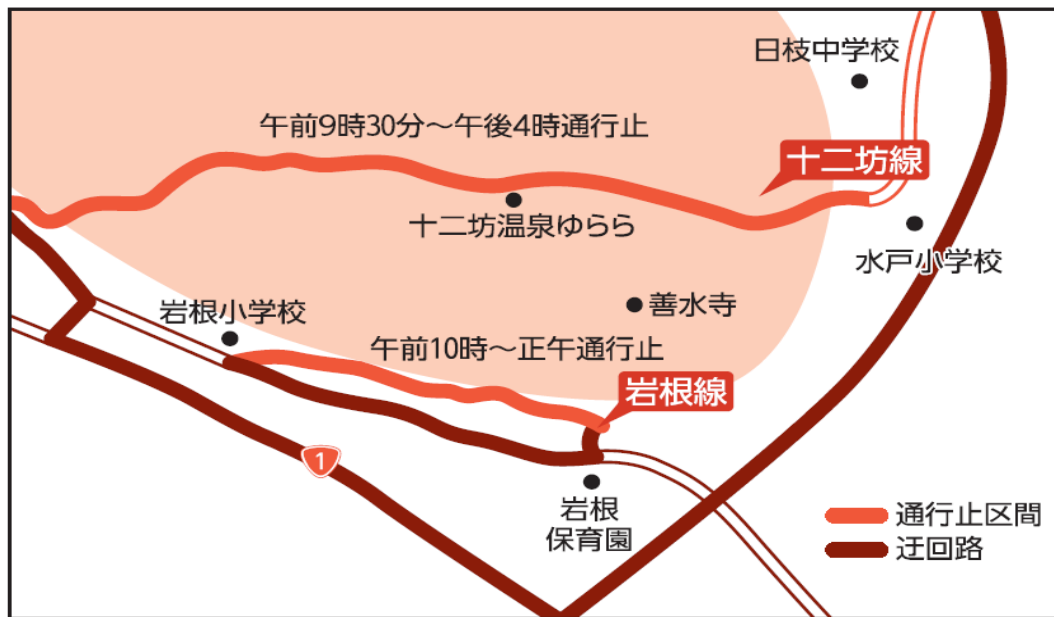 日枝中学校
午前9時30分～午後4時通行止
十二坊線
十二坊温泉ゆらら
水戸小学校
善水寺
岩根小学校
午前10時～正午通行止
岩根線
1
岩根
保育園
通行止区間
迂回路